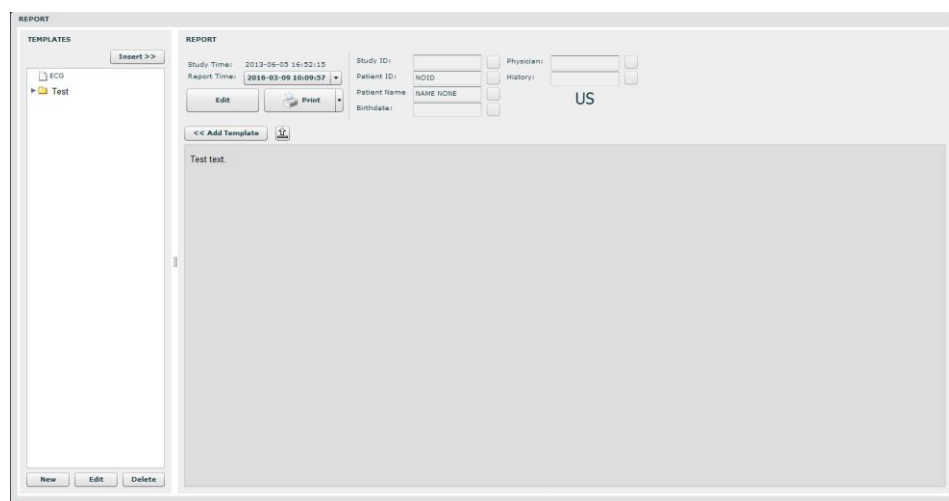 REPORT
TEMPLATES
Insert >>
ECG
Test
New
Edit
Delete
REPORT
Study Time: 2013-06-05 16:52:15
Report Time: 2016-03-09 10:09:57
Edit
Print
Study ID:
Patient ID: NOID
Patient Name NAME NONE
Birthdate:
Physician:
History:
US
<< Add Template
Test text.